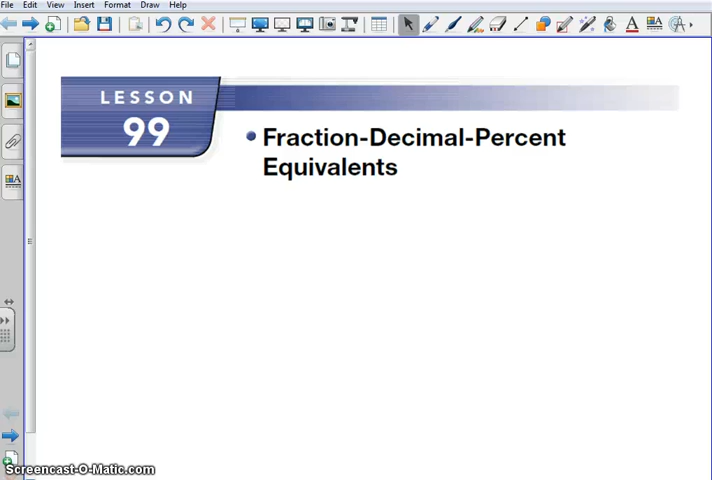 File Edit View Insert Format Draw Help
LESSON
99
Fraction-Decimal-Percent
Equivalents
Screencast-O-Matic.com